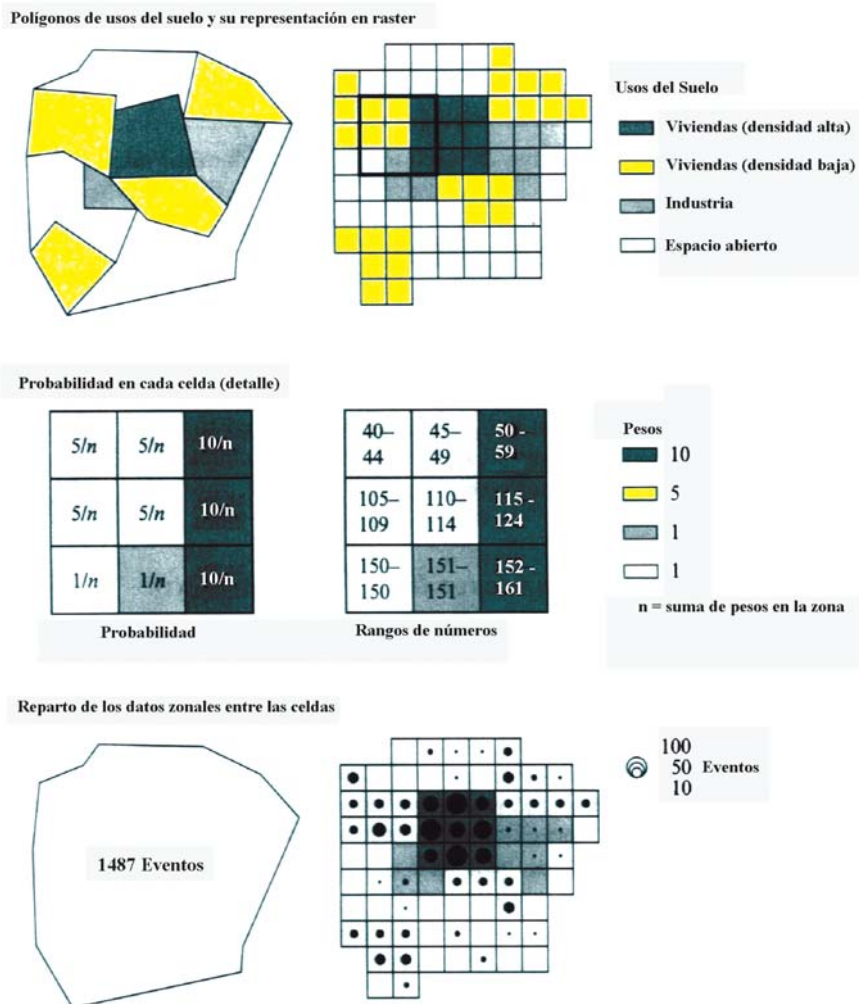 Polígonos de usos del suelo y su representación en raster
Usos del Suelo
Viviendas (densidad alta)
Viviendas (densidad baja)
Industria
Espacio abierto
Probabilidad en cada celda (detalle)
5/n 5/n 10/n
5/n 5/n 10/n
1/n 1/n 10/n
Probabilidad
40– 45– 50 -
44 49 59
105– 110– 115 -
109 114 124
150– 151– 152 -
150 151 161
Rangos de números
Pesos
10
5
1
1
n = suma de pesos en la zona
Reparto de los datos zonales entre las celdas
1487 Eventos
100
50 Eventos
10